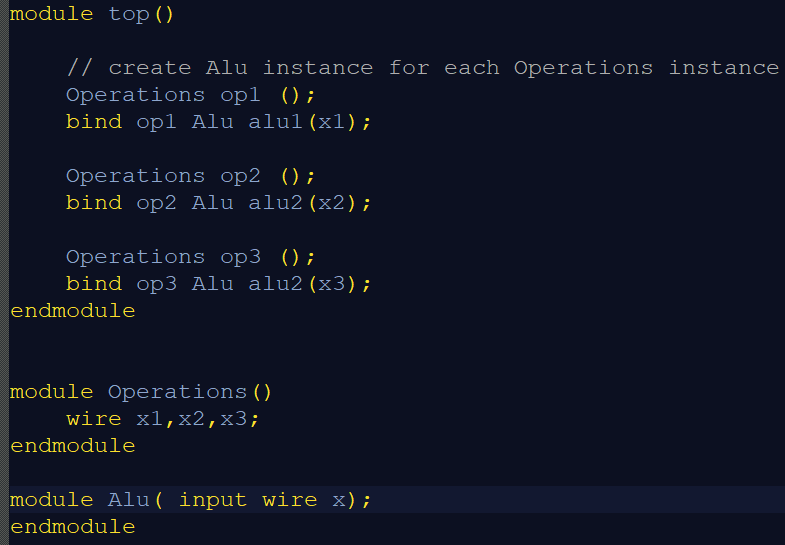 module top()
// create Alu instance for each Operations instance
Operations op1 ();
bind op1 Alu alu1(x1);
Operations op2 ();
bind op2 Alu alu2(x2);
Operations op3 ();
bind op3 Alu alu2(x3);
endmodule
module Operations()
wire x1,x2,x3;
endmodule
module Alu( input wire x);
endmodule